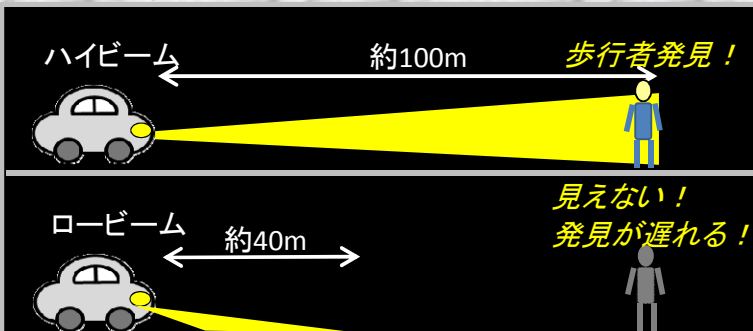 ハイビーム
約100m
歩行者発見！
ロービーム
約40m
見えない！
発見が遅れる！